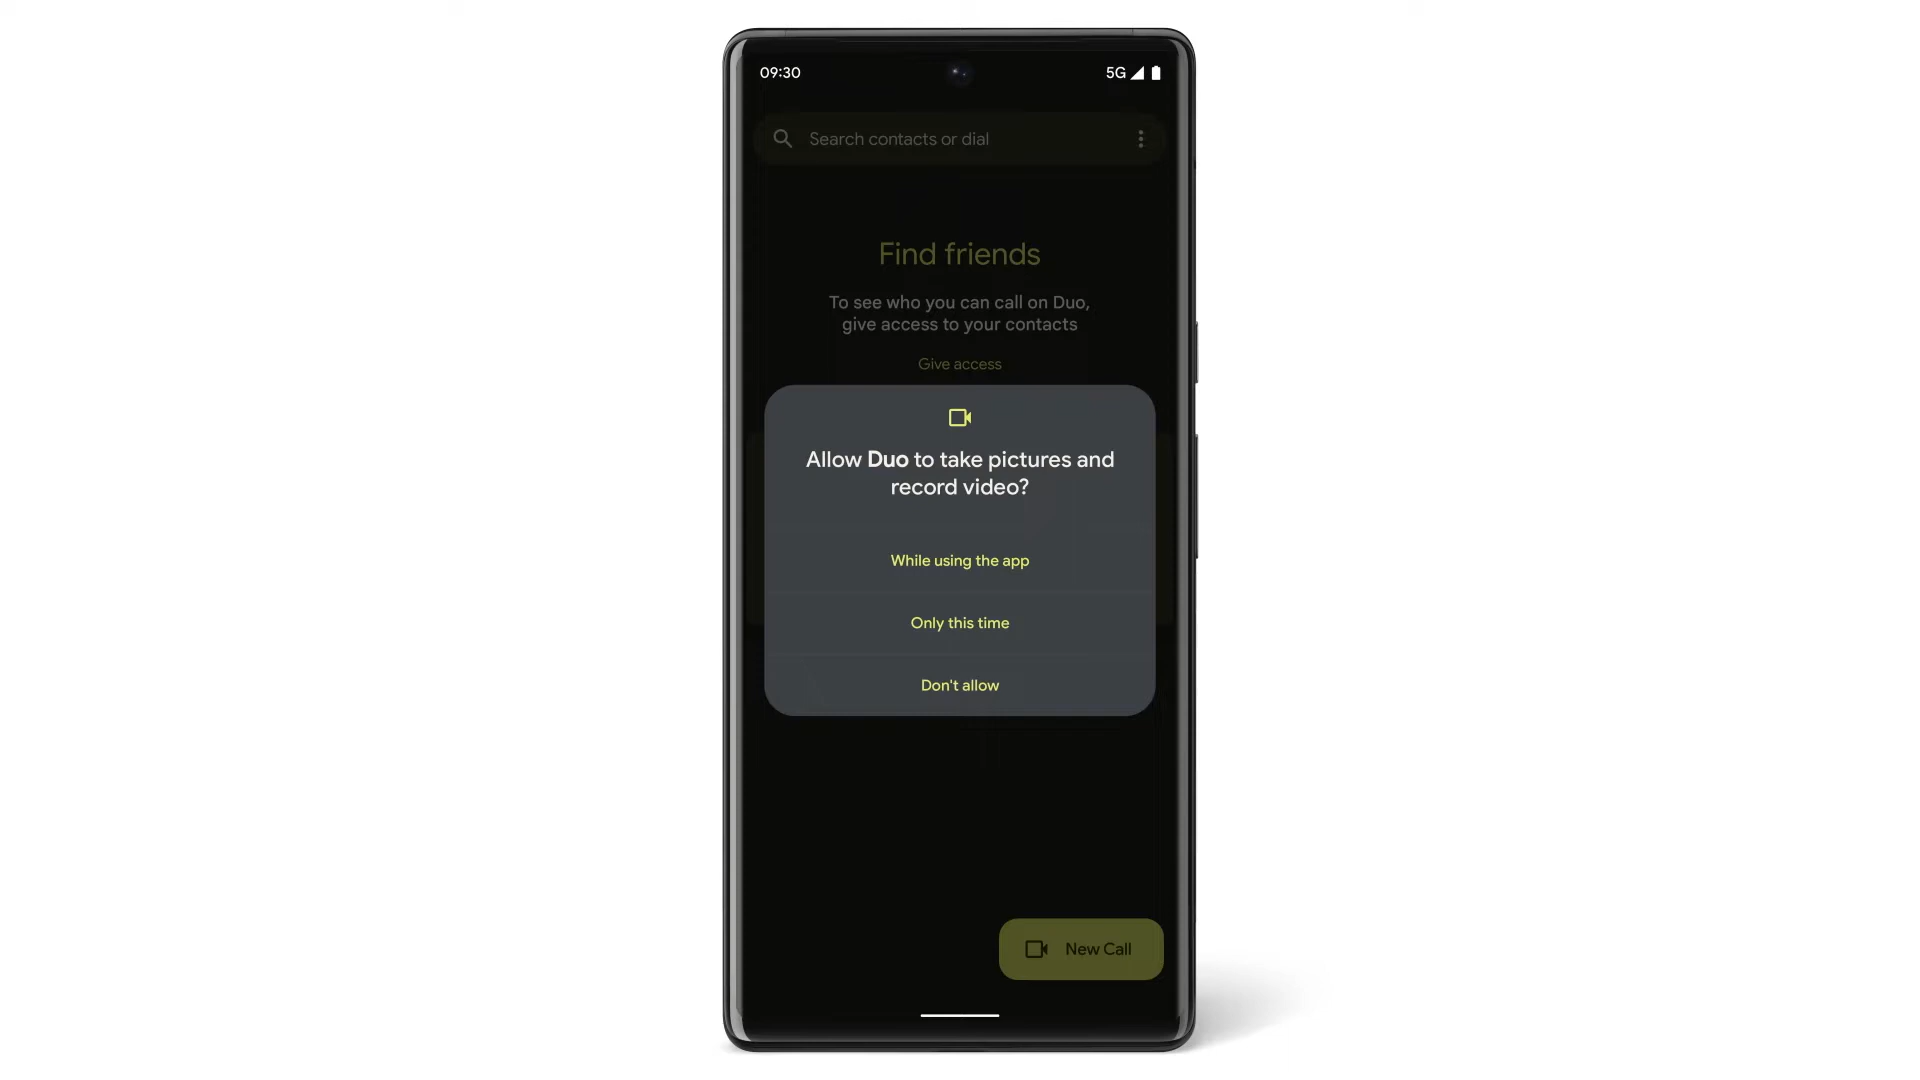 09:30
5G
Search contacts or dial
Find friends
To see who you can call on Duo,
give access to your contacts
Give access
Allow Duo to take pictures and
record video?
While using the app
Only this time
Don't allow
New Call